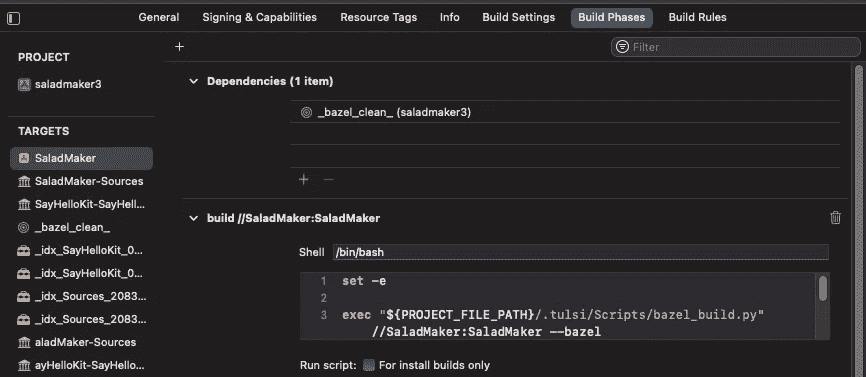 General Signing & Capabilities Resource Tags Info Build Settings Build Phases Build Rules
+ Filter
PROJECT
saladmaker3
TARGETS
SaladMaker
SaladMaker-Sources
SayHelloKit-SayHell...
_bazel_clean_
_idx_SayHelloKit_0...
_idx_SayHelloKit_0...
_idx_Sources_2083...
_idx_Sources_2083...
aladMaker-Sources
ayHelloKit-SayHello...
Dependencies (1 item)
_bazel_clean_ (saladmaker3)
+ −
build //SaladMaker:SaladMaker
Shell /bin/bash
1 set -e
2
3 exec "${PROJECT_FILE_PATH}/.tulsi/Scripts/bazel_build.py"
//SaladMaker:SaladMaker --bazel
Run script: For install builds only